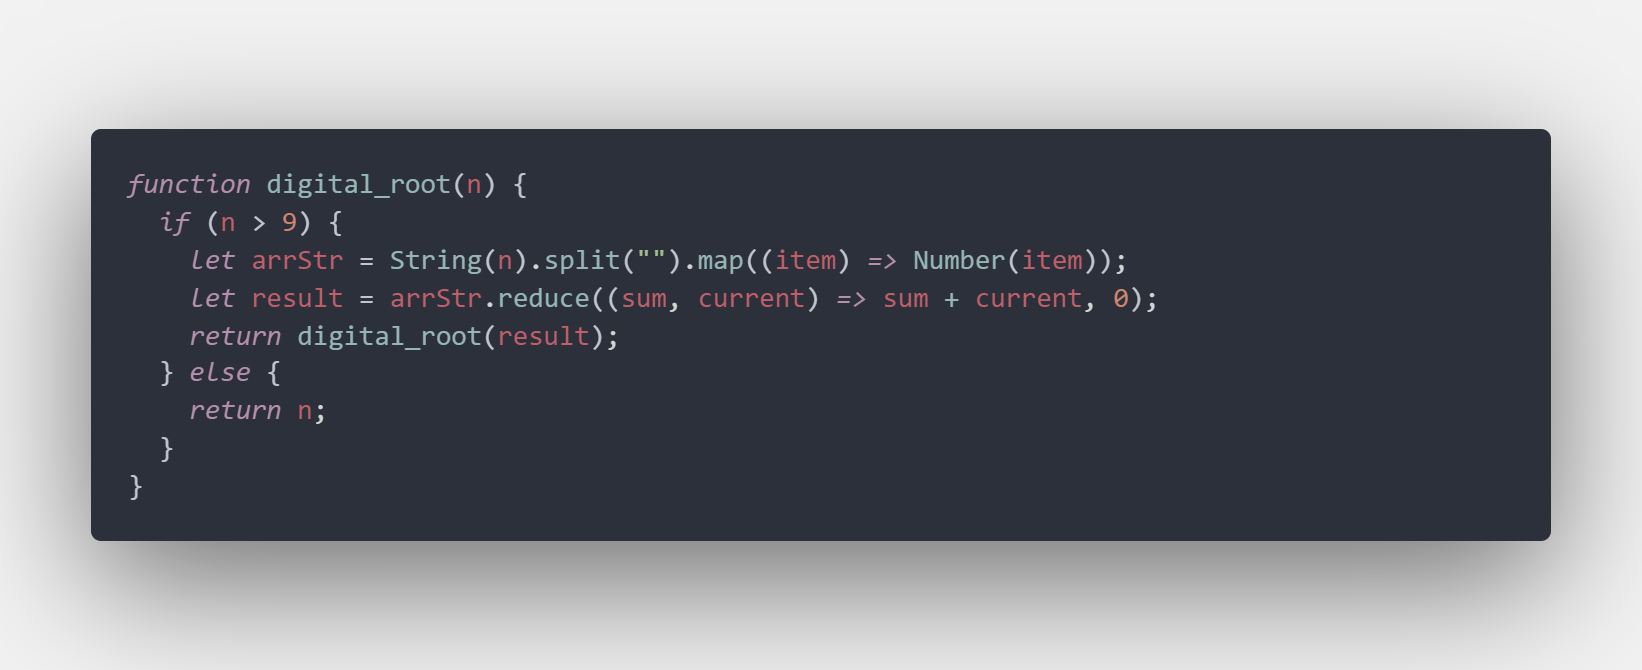 function digital_root(n) {
  if (n > 9) {
    let arrStr = String(n).split("").map((item) => Number(item));
    let result = arrStr.reduce((sum, current) => sum + current, 0);
    return digital_root(result);
  } else {
    return n;
  }
}